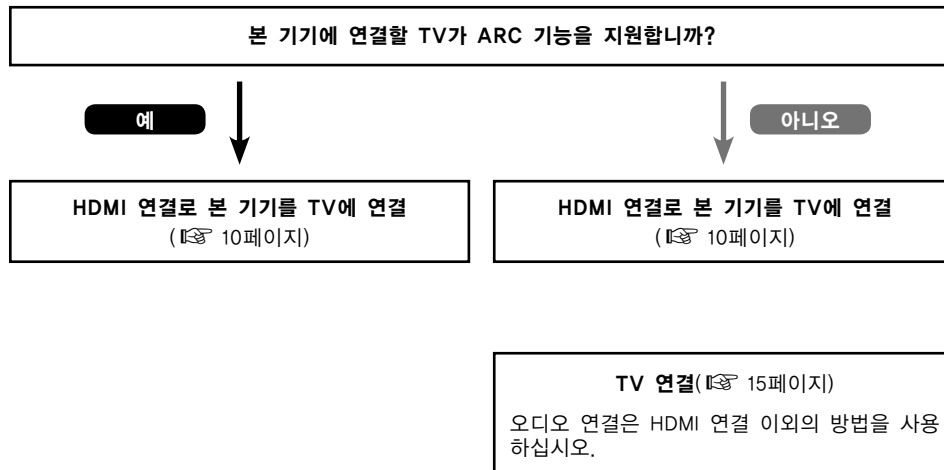 본 기기에 연결할 TV가 ARC 기능을 지원합니까?
예
아니오
HDMI 연결로 본 기기를 TV에 연결
(☞ 10페이지)
HDMI 연결로 본 기기를 TV에 연결
(☞ 10페이지)
TV 연결(☞ 15페이지)
오디오 연결은 HDMI 연결 이외의 방법을 사용
하십시오.